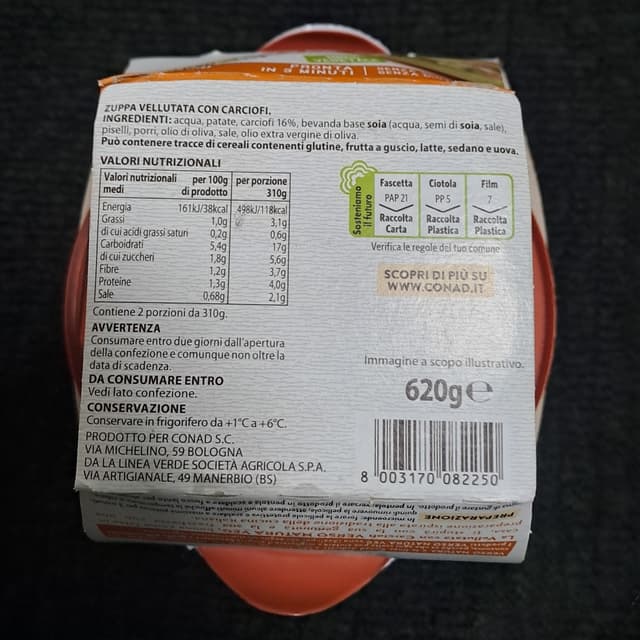 PRONTA
IN 5 MINUTI
SENZA
ZUPPA VELLUTATA CON CARCIOFI.
INGREDIENTI: acqua, patate, carciofi 16%, bevanda base soia (acqua, semi di soia, sale),
piselli, porri, olio di oliva, sale, olio extra vergine di oliva.
Può contenere tracce di cereali contenenti glutine, frutta a guscio, latte, sedano e uova.
VALORI NUTRIZIONALI
Valori nutrizionali medi per 100g di prodotto per porzione 310g
Energia 161kJ/38kcal 498kJ/118kcal
Grassi 1,0g 3,1g
di cui acidi grassi saturi 0,2g 0,6g
Carboidrati 5,4g 17g
di cui zuccheri 1,8g 5,6g
Fibre 1,2g 3,7g
Proteine 1,3g 4,0g
Sale 0,68g 2,1g
Contiene 2 porzioni da 310g.
AVVERTENZA
Consumare entro due giorni dall'apertura
della confezione e comunque non oltre la
data di scadenza.
DA CONSUMARE ENTRO
Vedi lato confezione.
CONSERVAZIONE
Conservare in frigorifero da +1°C a +6°C.
PRODOTTO PER CONAD S.C.
VIA MICHELINO, 59 BOLOGNA
DA LA LINEA VERDE SOCIETÀ AGRICOLA S.P.A.
VIA ARTIGIANALE, 49 MANERBIO (BS)
Sosteniamo
il futuro
Fascetta Ciotola Film
PAP 21 PP 5 7
Raccolta Raccolta Raccolta
Carta Plastica Plastica
Verifica le regole del tuo comune
SCOPRI DI PIÙ SU
WWW.CONAD.IT
Immagine a scopo illustrativo.
620g e
8 003170 082250
PREPARAZIONE